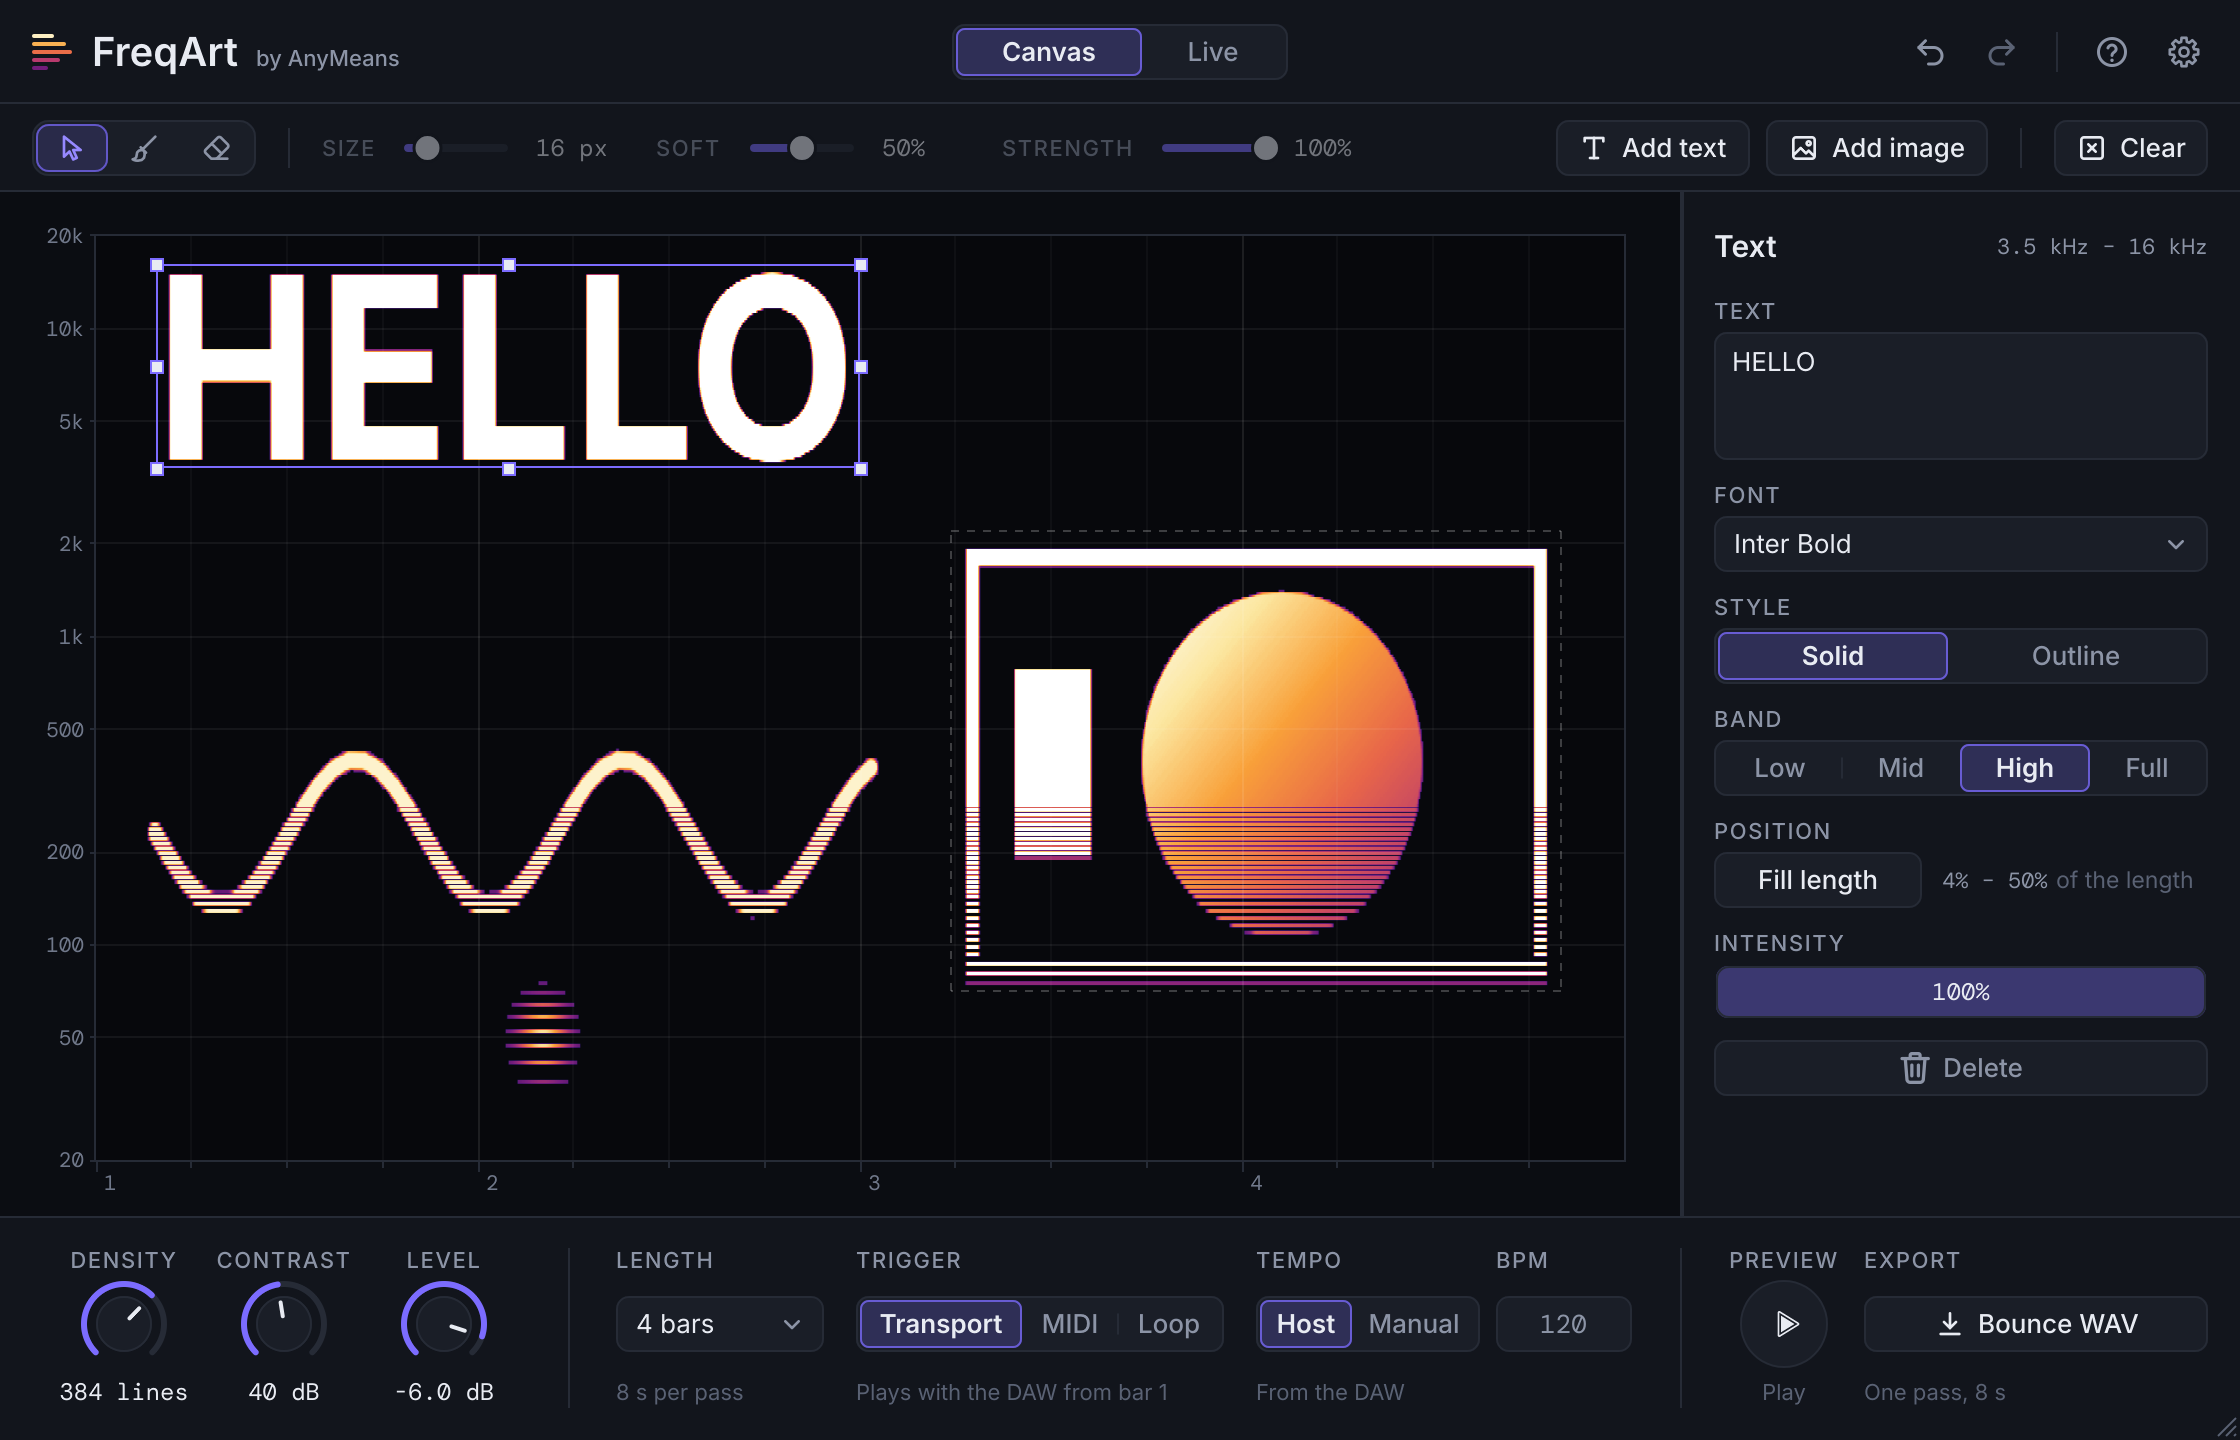 FreqArt by AnyMeans
Canvas Live
SIZE 16 px SOFT 50% STRENGTH 100%
Add text Add image Clear
20k
10k
5k
2k
1k
500
200
100
50
20
1 2 3 4
HELLO
Text 3.5 kHz – 16 kHz
TEXT
HELLO
FONT
Inter Bold
STYLE
Solid Outline
BAND
Low Mid High Full
POSITION
Fill length 4% – 50% of the length
INTENSITY
100%
Delete
DENSITY CONTRAST LEVEL
384 lines 40 dB -6.0 dB
LENGTH
4 bars
8 s per pass
TRIGGER
Transport MIDI Loop
Plays with the DAW from bar 1
TEMPO
Host Manual
From the DAW
BPM
120
PREVIEW
Play
EXPORT
Bounce WAV
One pass, 8 s